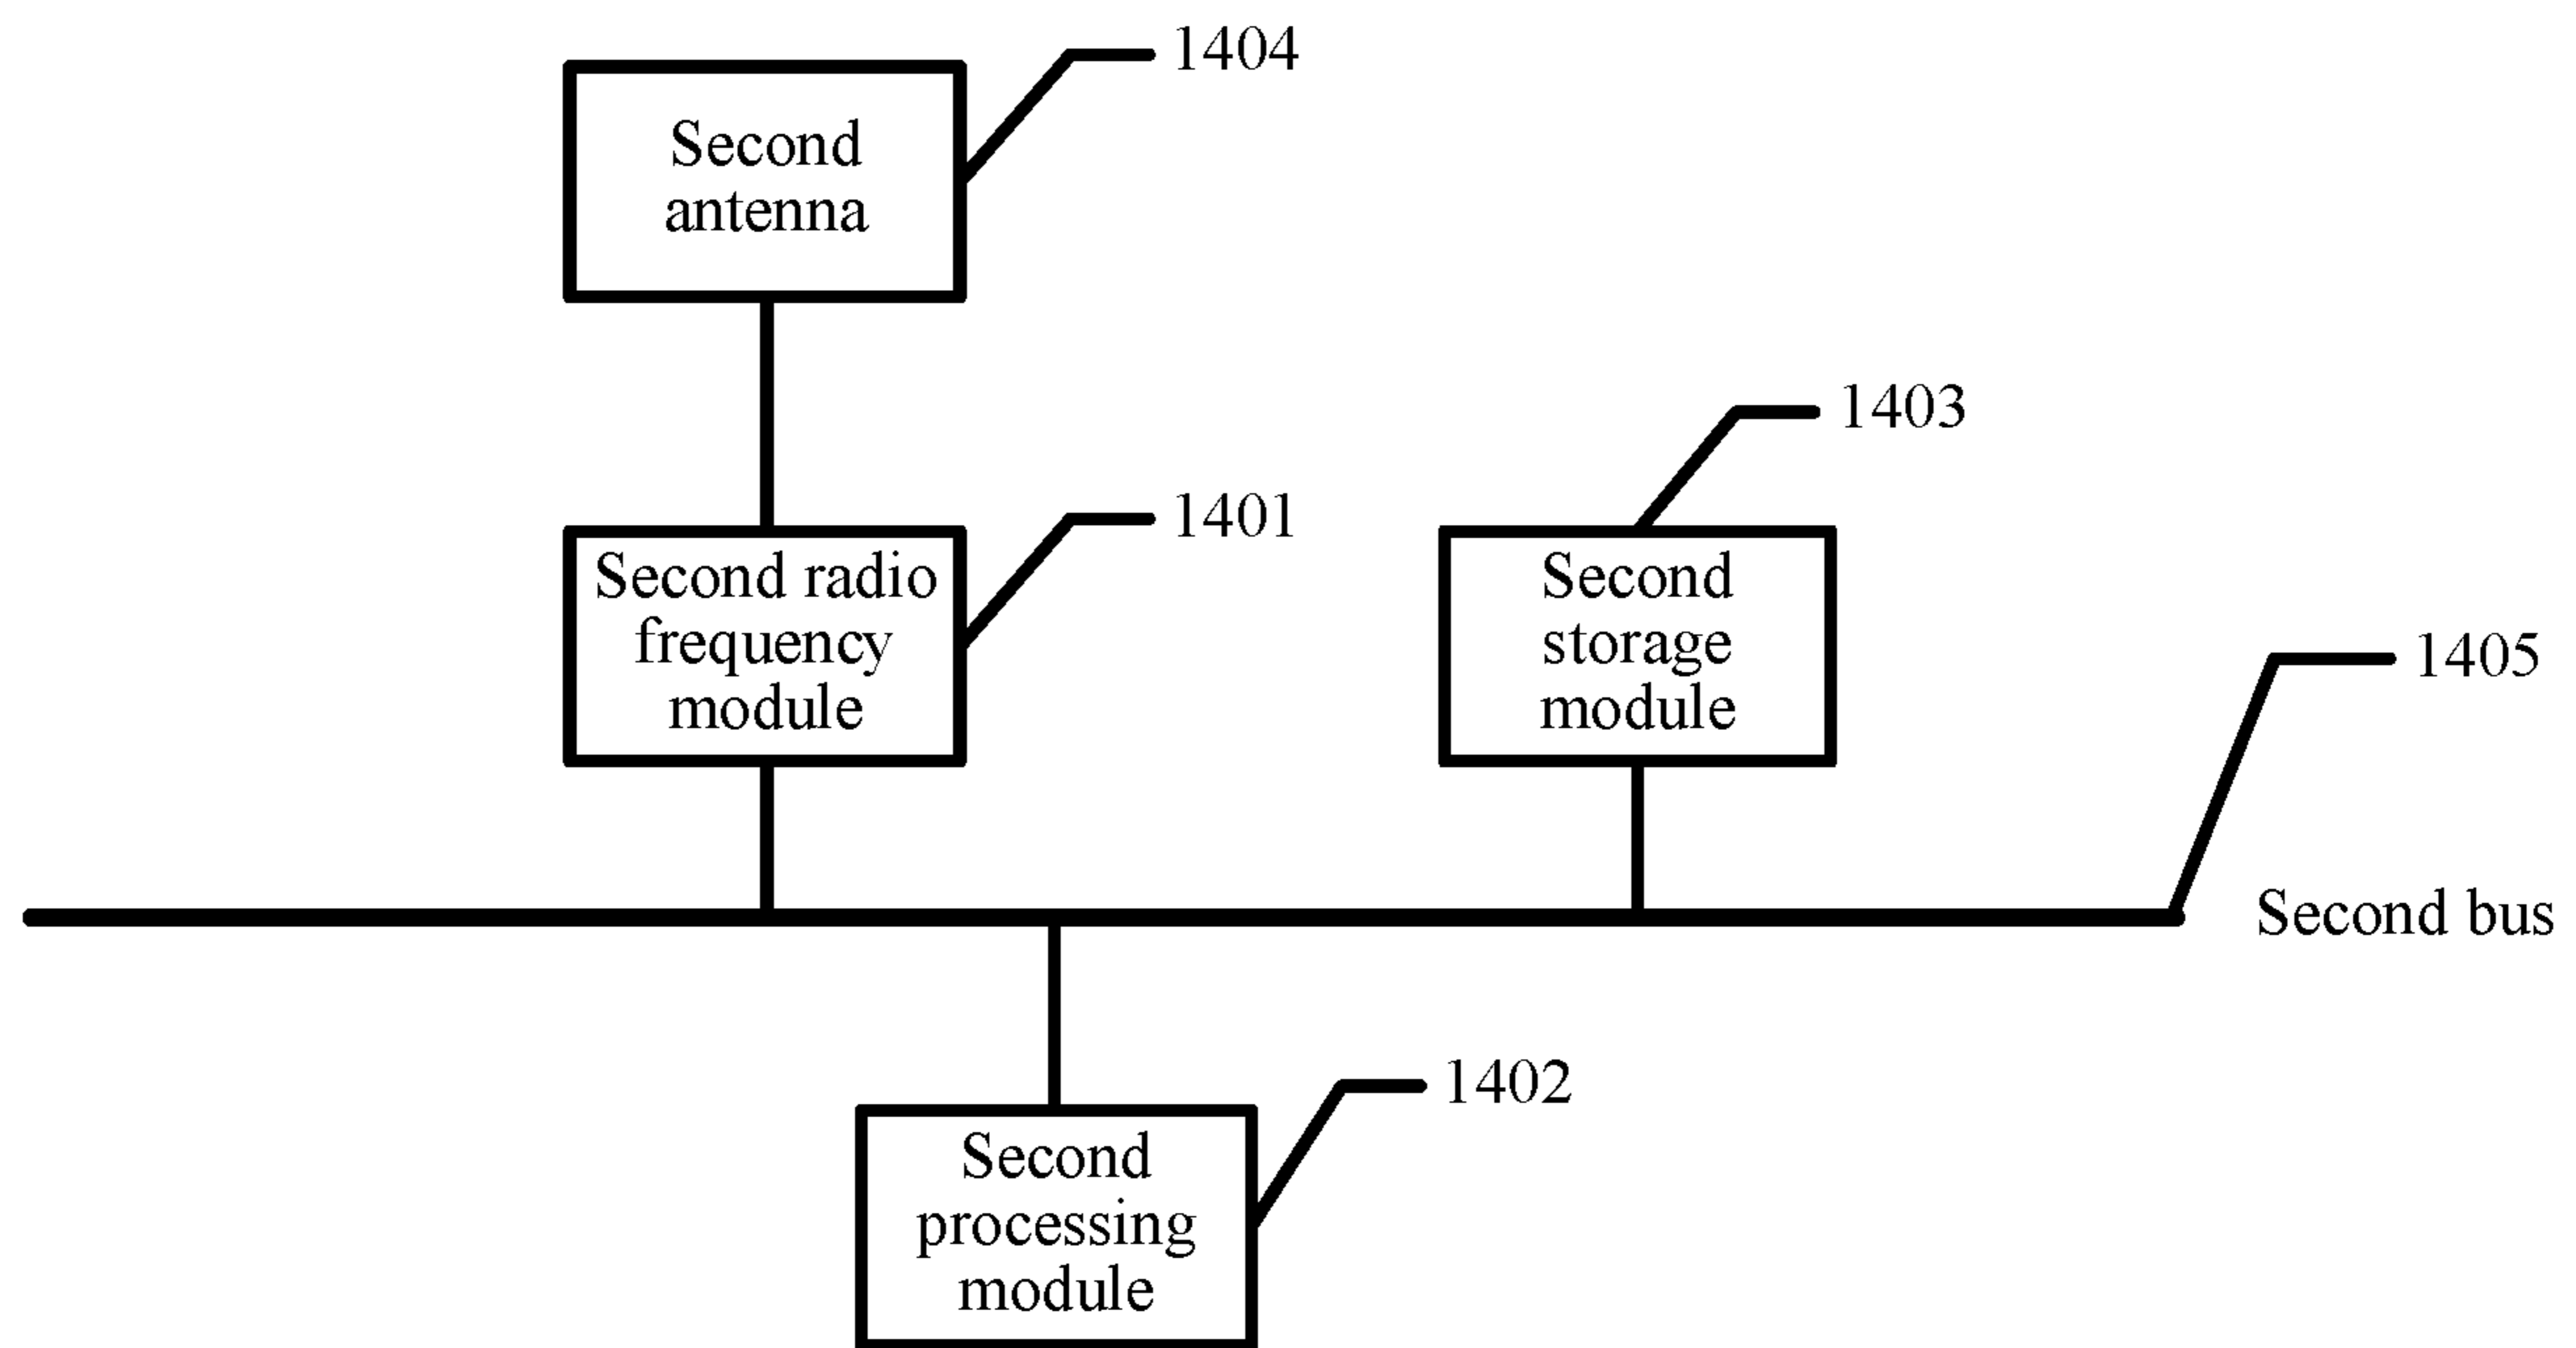 1404
Second
antenna
1403
1401
Second radio
frequency
module
Second
storage
module
1405
Second bus
1402
Second
processing
module